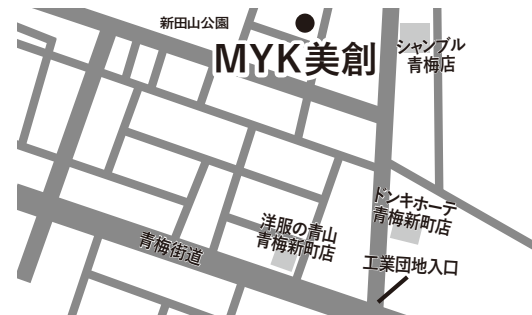 新田山公園
MYK美創
シャンブル
青梅店
ドンキホーテ
青梅新町店
洋服の青山
青梅新町店
青梅街道
工業団地入口